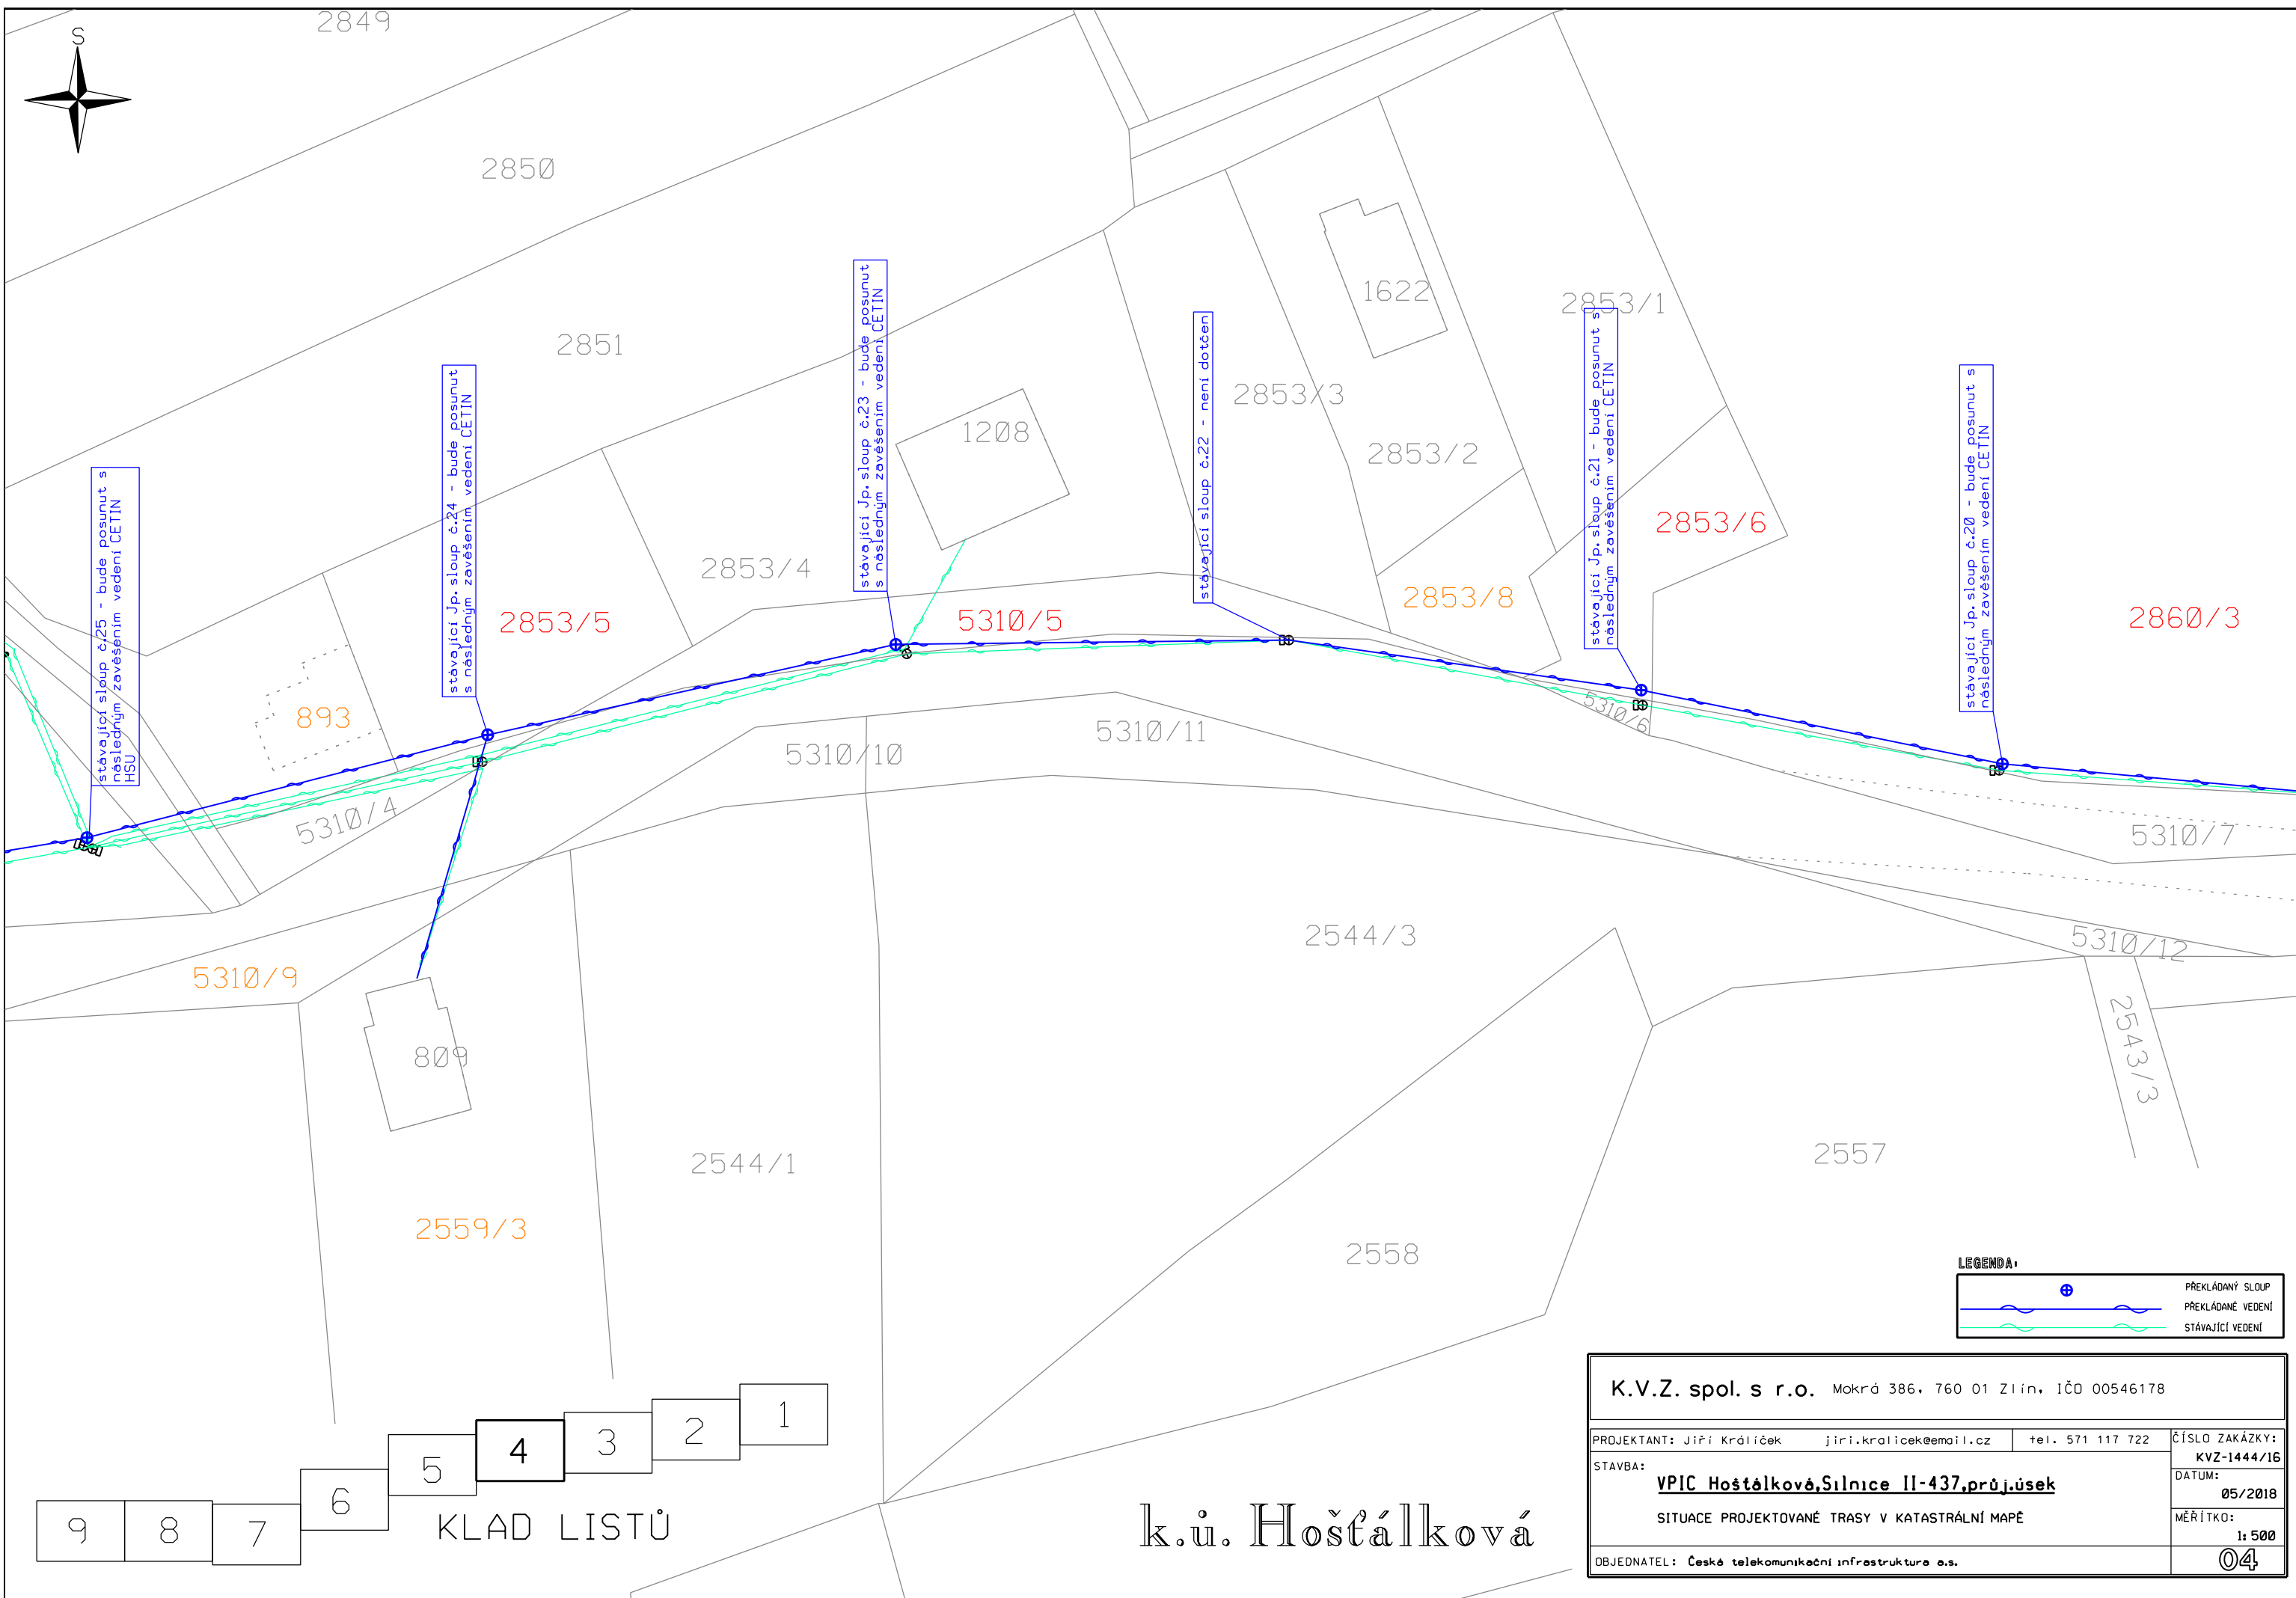 2849
S
2850
2851
1622
2853/1
2853/3
1208
2853/2
2853/6
2853/4
2853/8
2853/5
5310/5
2860/3
893
5310/6
5310/11
5310/10
5310/4
5310/7
2544/3
5310/12
5310/9
2543/3
809
2557
2544/1
2559/3
2558
stávající sloup č.25 - bude posunut s
následným zavěšením vedení CETIN
HSU
stávající Jp. sloup č.24 - bude posunut
s následným zavěšením vedení CETIN
stávající Jp. sloup č.23 - bude posunut
s následným zavěšením vedení CETIN
stávající sloup č.22 - není dotčen
stávající Jp. sloup č.21 - bude posunut s
následným zavěšením vedení CETIN
stávající Jp. sloup č.20 - bude posunut s
následným zavěšením vedení CETIN
LEGENDA:
PŘEKLÁDANÝ SLOUP
PŘEKLÁDANÉ VEDENÍ
STÁVAJÍCÍ VEDENÍ
9
8
7
6
5
4
3
2
1
KLAD LISTŮ
k.ú. Hošťálková
K.V.Z. spol. s r.o. Mokrá 386, 760 01 Zlín, IČO 00546178
PROJEKTANT: Jiří Králíček jiri.kralicek@email.cz tel. 571 117 722
ČÍSLO ZAKÁZKY:
KVZ-1444/16
STAVBA:
VPIC Hošťálková,Silnice II-437,průj.úsek
DATUM:
05/2018
SITUACE PROJEKTOVANÉ TRASY V KATASTRÁLNÍ MAPĚ
MĚŘÍTKO:
1:500
OBJEDNATEL: Česká telekomunikační infrastruktura a.s.
04